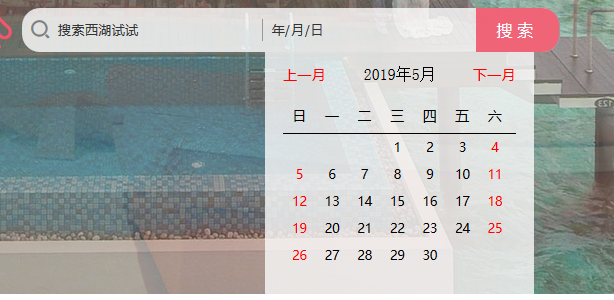 搜索西湖试试 年/月/日 搜 索
上一月 2019年5月 下一月
日 一 二 三 四 五 六
1 2 3 4
5 6 7 8 9 10 11
12 13 14 15 16 17 18
19 20 21 22 23 24 25
26 27 28 29 30